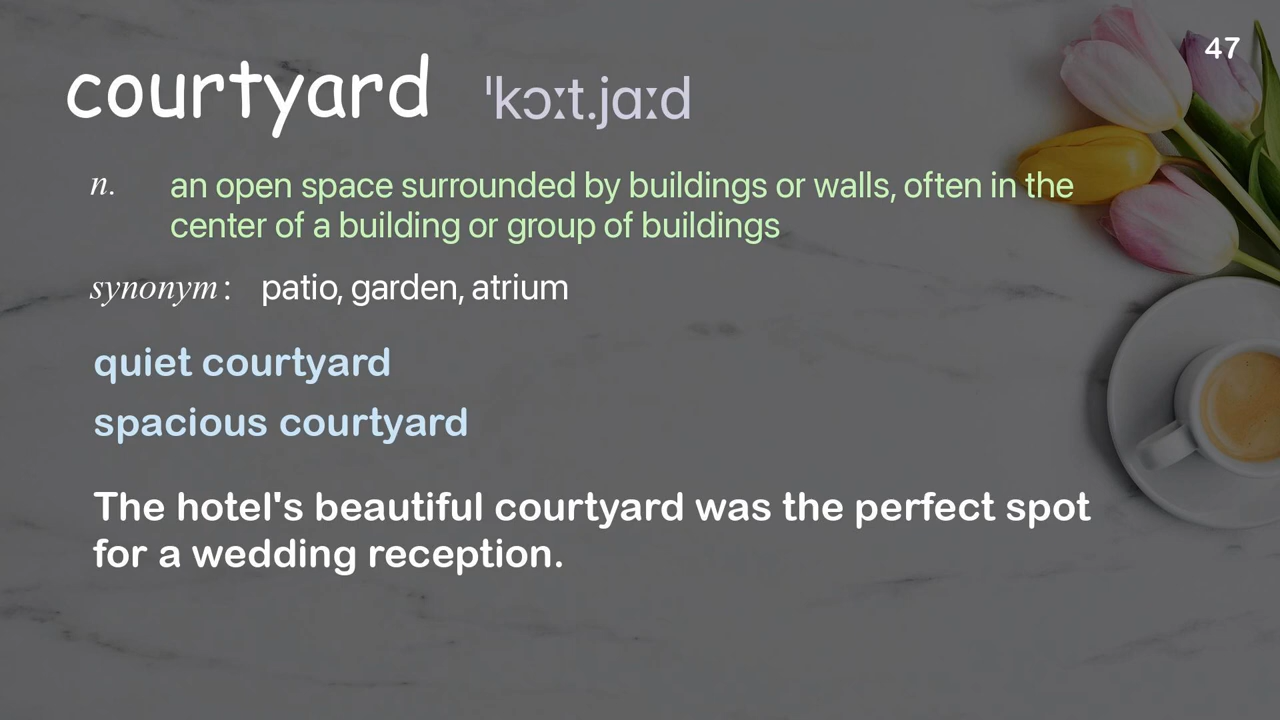 47
courtyard ˈkɔːt.jɑːd
n. an open space surrounded by buildings or walls, often in the
center of a building or group of buildings
synonym: patio, garden, atrium
quiet courtyard
spacious courtyard
The hotel's beautiful courtyard was the perfect spot
for a wedding reception.